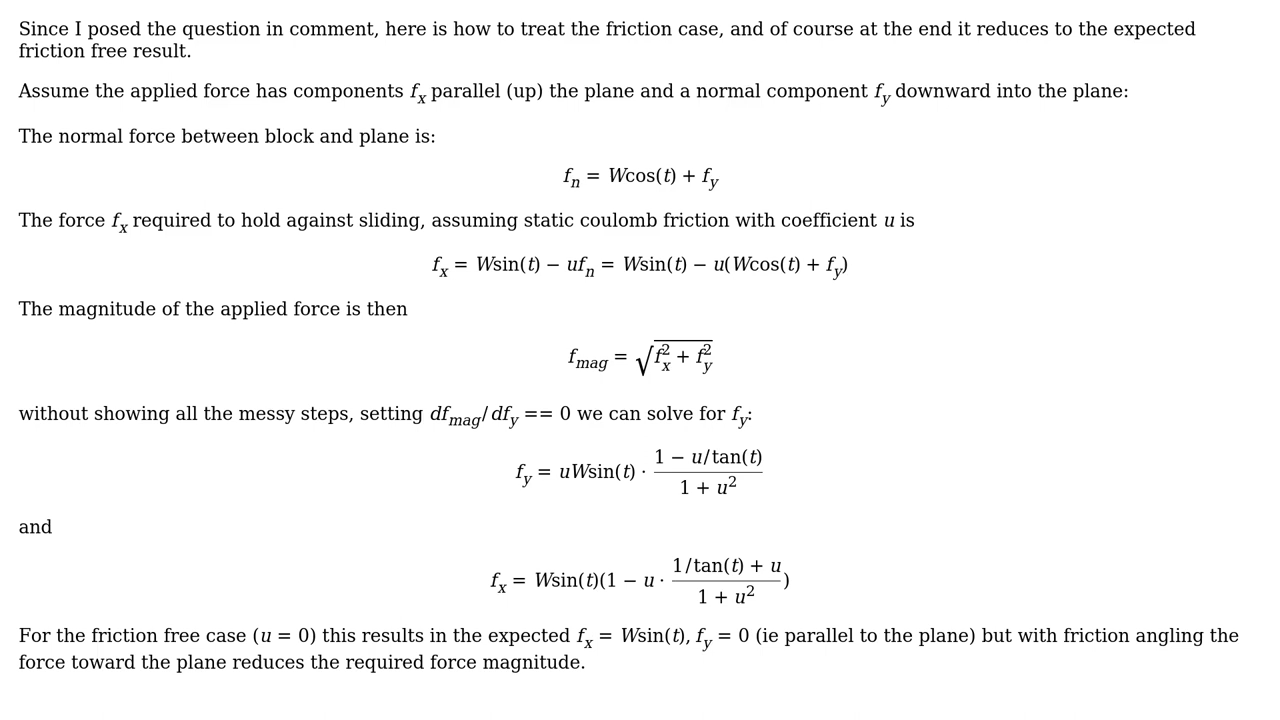 Since I posed the question in comment, here is how to treat the friction case, and of course at the end it reduces to the expected
friction free result.
Assume the applied force has components f_x parallel (up) the plane and a normal component f_y downward into the plane:
The normal force between block and plane is:
f_n = Wcos(t) + f_y
The force f_x required to hold against sliding, assuming static coulomb friction with coefficient u is
f_x = Wsin(t) − uf_n = Wsin(t) − u(Wcos(t) + f_y)
The magnitude of the applied force is then
f_{mag} = \sqrt{f_x^2 + f_y^2}
without showing all the messy steps, setting df_{mag}/df_y == 0 we can solve for f_y:
f_y = uWsin(t) · \frac{1 − u/tan(t)}{1 + u^2}
and
f_x = Wsin(t)(1 − u · \frac{1/tan(t) + u}{1 + u^2})
For the friction free case (u = 0) this results in the expected f_x = Wsin(t), f_y = 0 (ie parallel to the plane) but with friction angling the
force toward the plane reduces the required force magnitude.